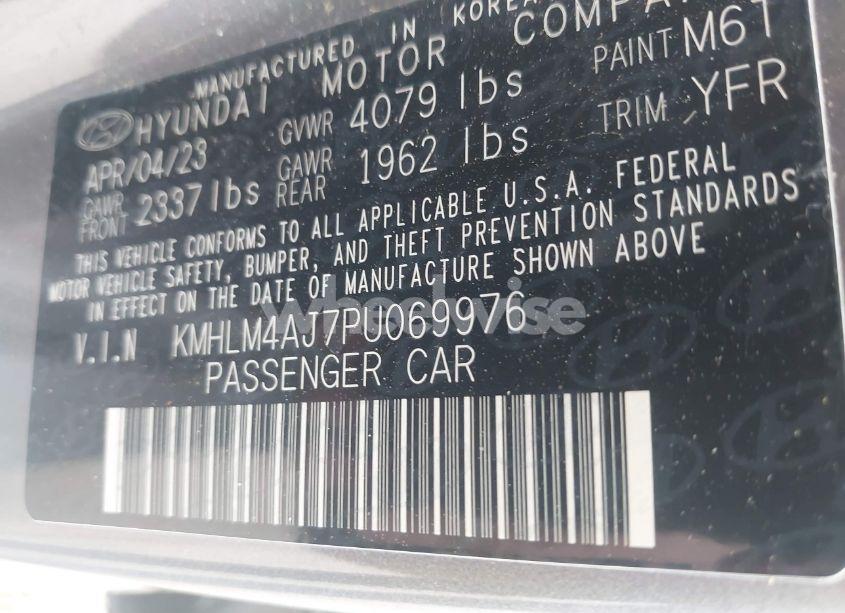 MANUFACTURED IN KOREA
HYUNDAI MOTOR COMPA
APR/04/23 GVWR 4079 lbs PAINT M6T
GAWR FRONT 2337 lbs GAWR REAR 1962 lbs TRIM YFR
THIS VEHICLE CONFORMS TO ALL APPLICABLE U.S.A. FEDERAL
MOTOR VEHICLE SAFETY, BUMPER, AND THEFT PREVENTION STANDARDS
IN EFFECT ON THE DATE OF MANUFACTURE SHOWN ABOVE
wheelwise
V.I.N KMHLM4AJ7PU069976
PASSENGER CAR